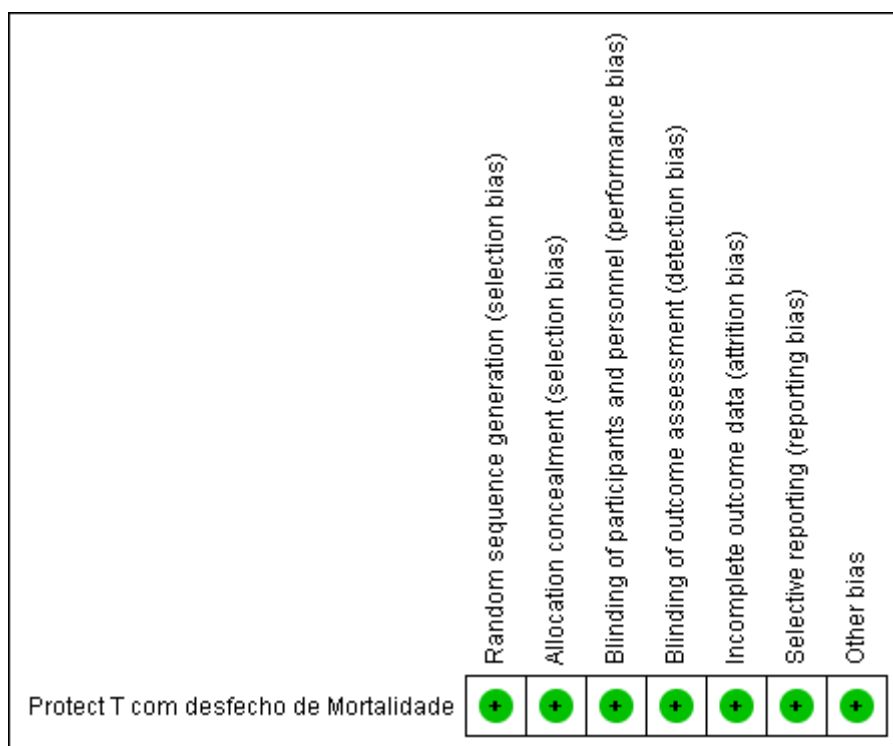 Random sequence generation (selection bias)
Allocation concealment (selection bias)
Blinding of participants and personnel (performance bias)
Blinding of outcome assessment (detection bias)
Incomplete outcome data (attrition bias)
Selective reporting (reporting bias)
Other bias
Protect T com desfecho de Mortalidade + + + + + + +